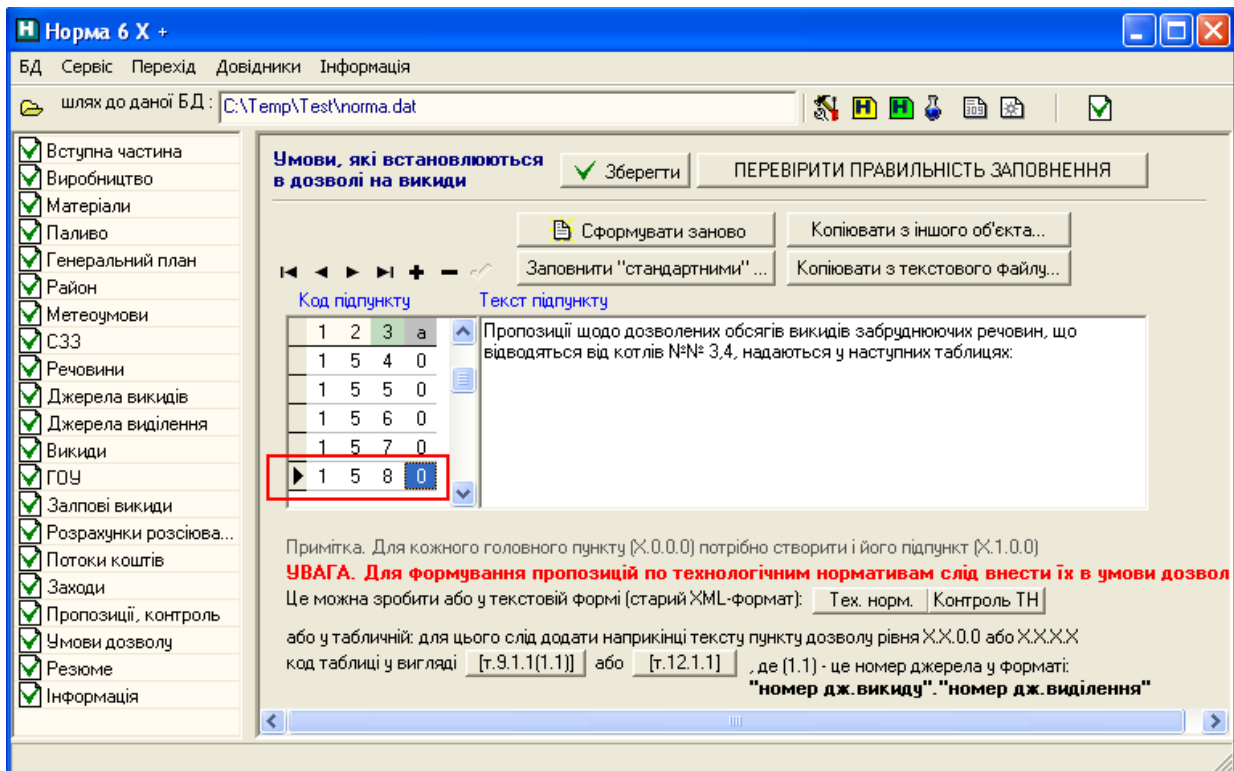 Норма 6 X +
БД Сервіс Перехід Довідники Інформація
шлях до даної БД : C:\Temp\Test\norma.dat
Вступна частина
Виробництво
Матеріали
Паливо
Генеральний план
Район
Метеоумови
СЗЗ
Речовини
Джерела викидів
Джерела виділення
Викиди
ГОУ
Залпові викиди
Розрахунки розсіюва...
Потоки коштів
Заходи
Пропозиції, контроль
Умови дозволу
Резюме
Інформація
Умови, які встановлюються
в дозволі на викиди
Зберегти
ПЕРЕВІРИТИ ПРАВИЛЬНІСТЬ ЗАПОВНЕННЯ
Сформувати заново
Копіювати з іншого об'єкта...
Заповнити "стандартними" ...
Копіювати з текстового файлу...
Код підпункту
Текст підпункту
1 2 3 а
1 5 4 0
1 5 5 0
1 5 6 0
1 5 7 0
1 5 8 0
Пропозиції щодо дозволених обсягів викидів забруднюючих речовин, що
відводяться від котлів №№ 3,4, надаються у наступних таблицях:
Примітка. Для кожного головного пункту (X.0.0.0) потрібно створити і його підпункт (X.1.0.0)
УВАГА. Для формування пропозицій по технологічним нормативам слід внести їх в умови дозвол
Це можна зробити або у текстовій формі (старий XML-формат): Тех. норм. Контроль ТН
або у табличній: для цього слід додати наприкінці тексту пункту дозволу рівня X.X.0.0 або X.X.X.X
код таблиці у вигляді [т.9.1.1(1.1)] або [т.12.1.1] , де (1.1) - це номер джерела у форматі:
"номер дж.викиду"."номер дж.виділення"